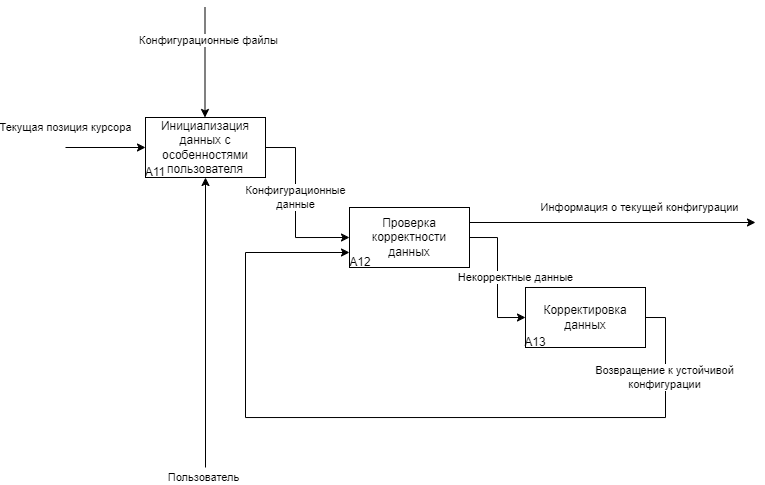 Конфигурационные файлы
Текущая позиция курсора
Инициализация
данных с
особенностями
пользователя
A11
Конфигурационные
данные
Проверка
корректности
данных
A12
Информация о текущей конфигурации
Некорректные данные
Корректировка
данных
A13
Возвращение к устойчивой
конфигурации
Пользователь